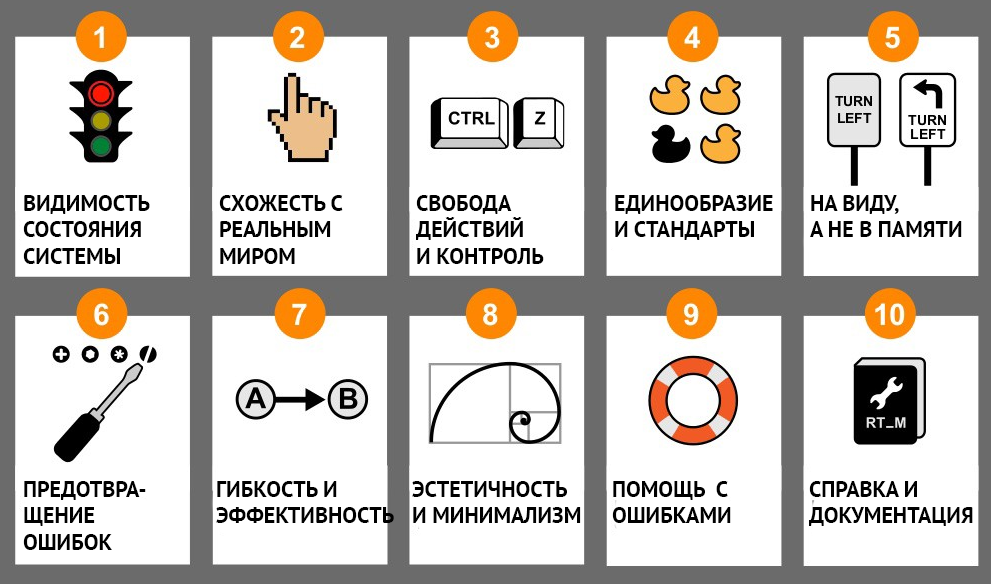 1
ВИДИМОСТЬ
СОСТОЯНИЯ
СИСТЕМЫ
2
СХОЖЕСТЬ С
РЕАЛЬНЫМ
МИРОМ
3
CTRL Z
СВОБОДА
ДЕЙСТВИЙ
И КОНТРОЛЬ
4
ЕДИНООБРАЗИЕ
И СТАНДАРТЫ
5
TURN
LEFT
TURN
LEFT
НА ВИДУ,
А НЕ В ПАМЯТИ
6
ПРЕДОТВРА-
ЩЕНИЕ
ОШИБОК
7
A B
ГИБКОСТЬ И
ЭФФЕКТИВНОСТЬ
8
ЭСТЕТИЧНОСТЬ
И МИНИМАЛИЗМ
9
ПОМОЩЬ С
ОШИБКАМИ
10
RT_M
СПРАВКА И
ДОКУМЕНТАЦИЯ